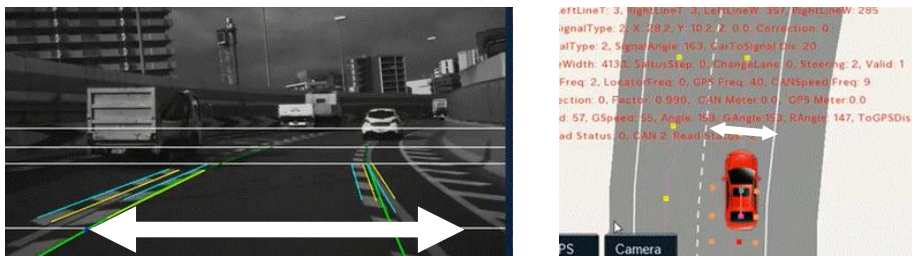 LeftLineT: 3, RightLineT: 3, LeftLineW: 357, RightLineW: 285
SignalType: 2, X: 28.2, Y: 10.2, Z: 0.0, Correction: 0
alType: 2, SignalAngle: 163, CarToSignal Dis: 20
eWidth: 4133, StatusStep: 0, ChangeLane: 0, Steering: 2, Valid: 1
Freq: 2, LocatorFreq: 0, GPS Freq: 40, CANSpeed Freq: 9
ection: 0, Factor: 0.990, CAN Meter:0.0, GPS Meter:0.0
d: 57, GSpeed: 55, Angle: 153, GAngle:153, RAngle: 147, ToGPSDis
ad Status: 0, CAN 2 Read Status:
PS
Camera